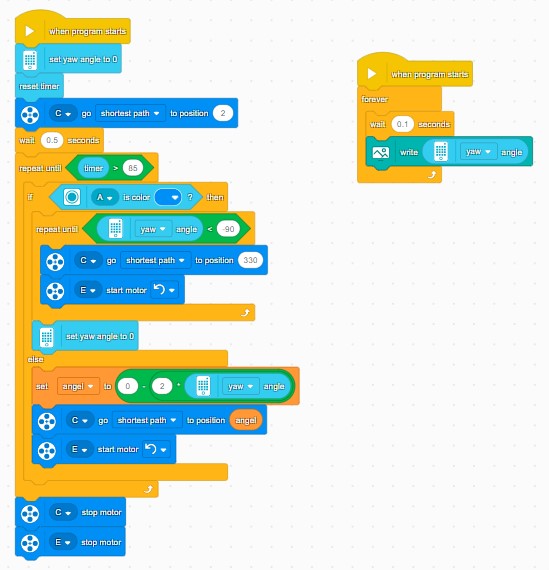 when program starts
set yaw angle to 0
reset timer
C go shortest path to position 2
wait 0.5 seconds
repeat until timer > 85
if A is color ? then
repeat until yaw angle < -90
C go shortest path to position 330
E start motor
set yaw angle to 0
else
set angel to 0 - 2 * yaw angle
C go shortest path to position angel
E start motor
C stop motor
E stop motor
when program starts
forever
wait 0.1 seconds
write yaw angle